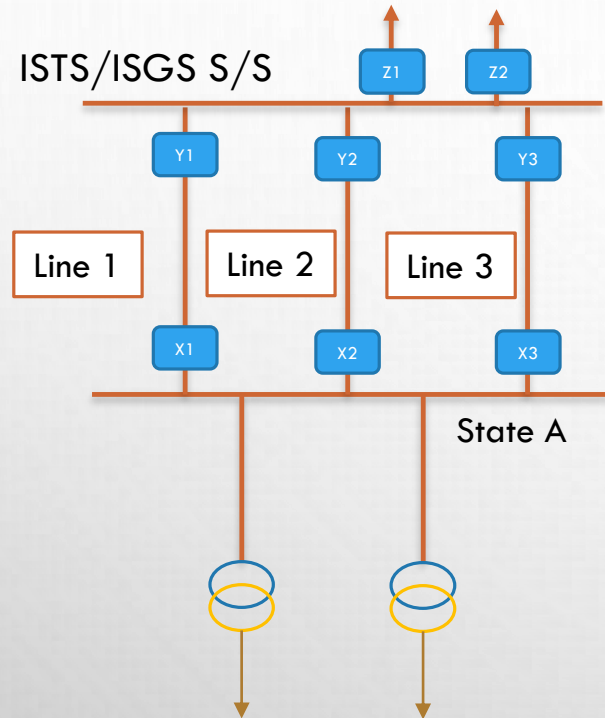 ISTS/ISGS S/S
Z1
Z2
Y1
Y2
Y3
Line 1
Line 2
Line 3
X1
X2
X3
State A